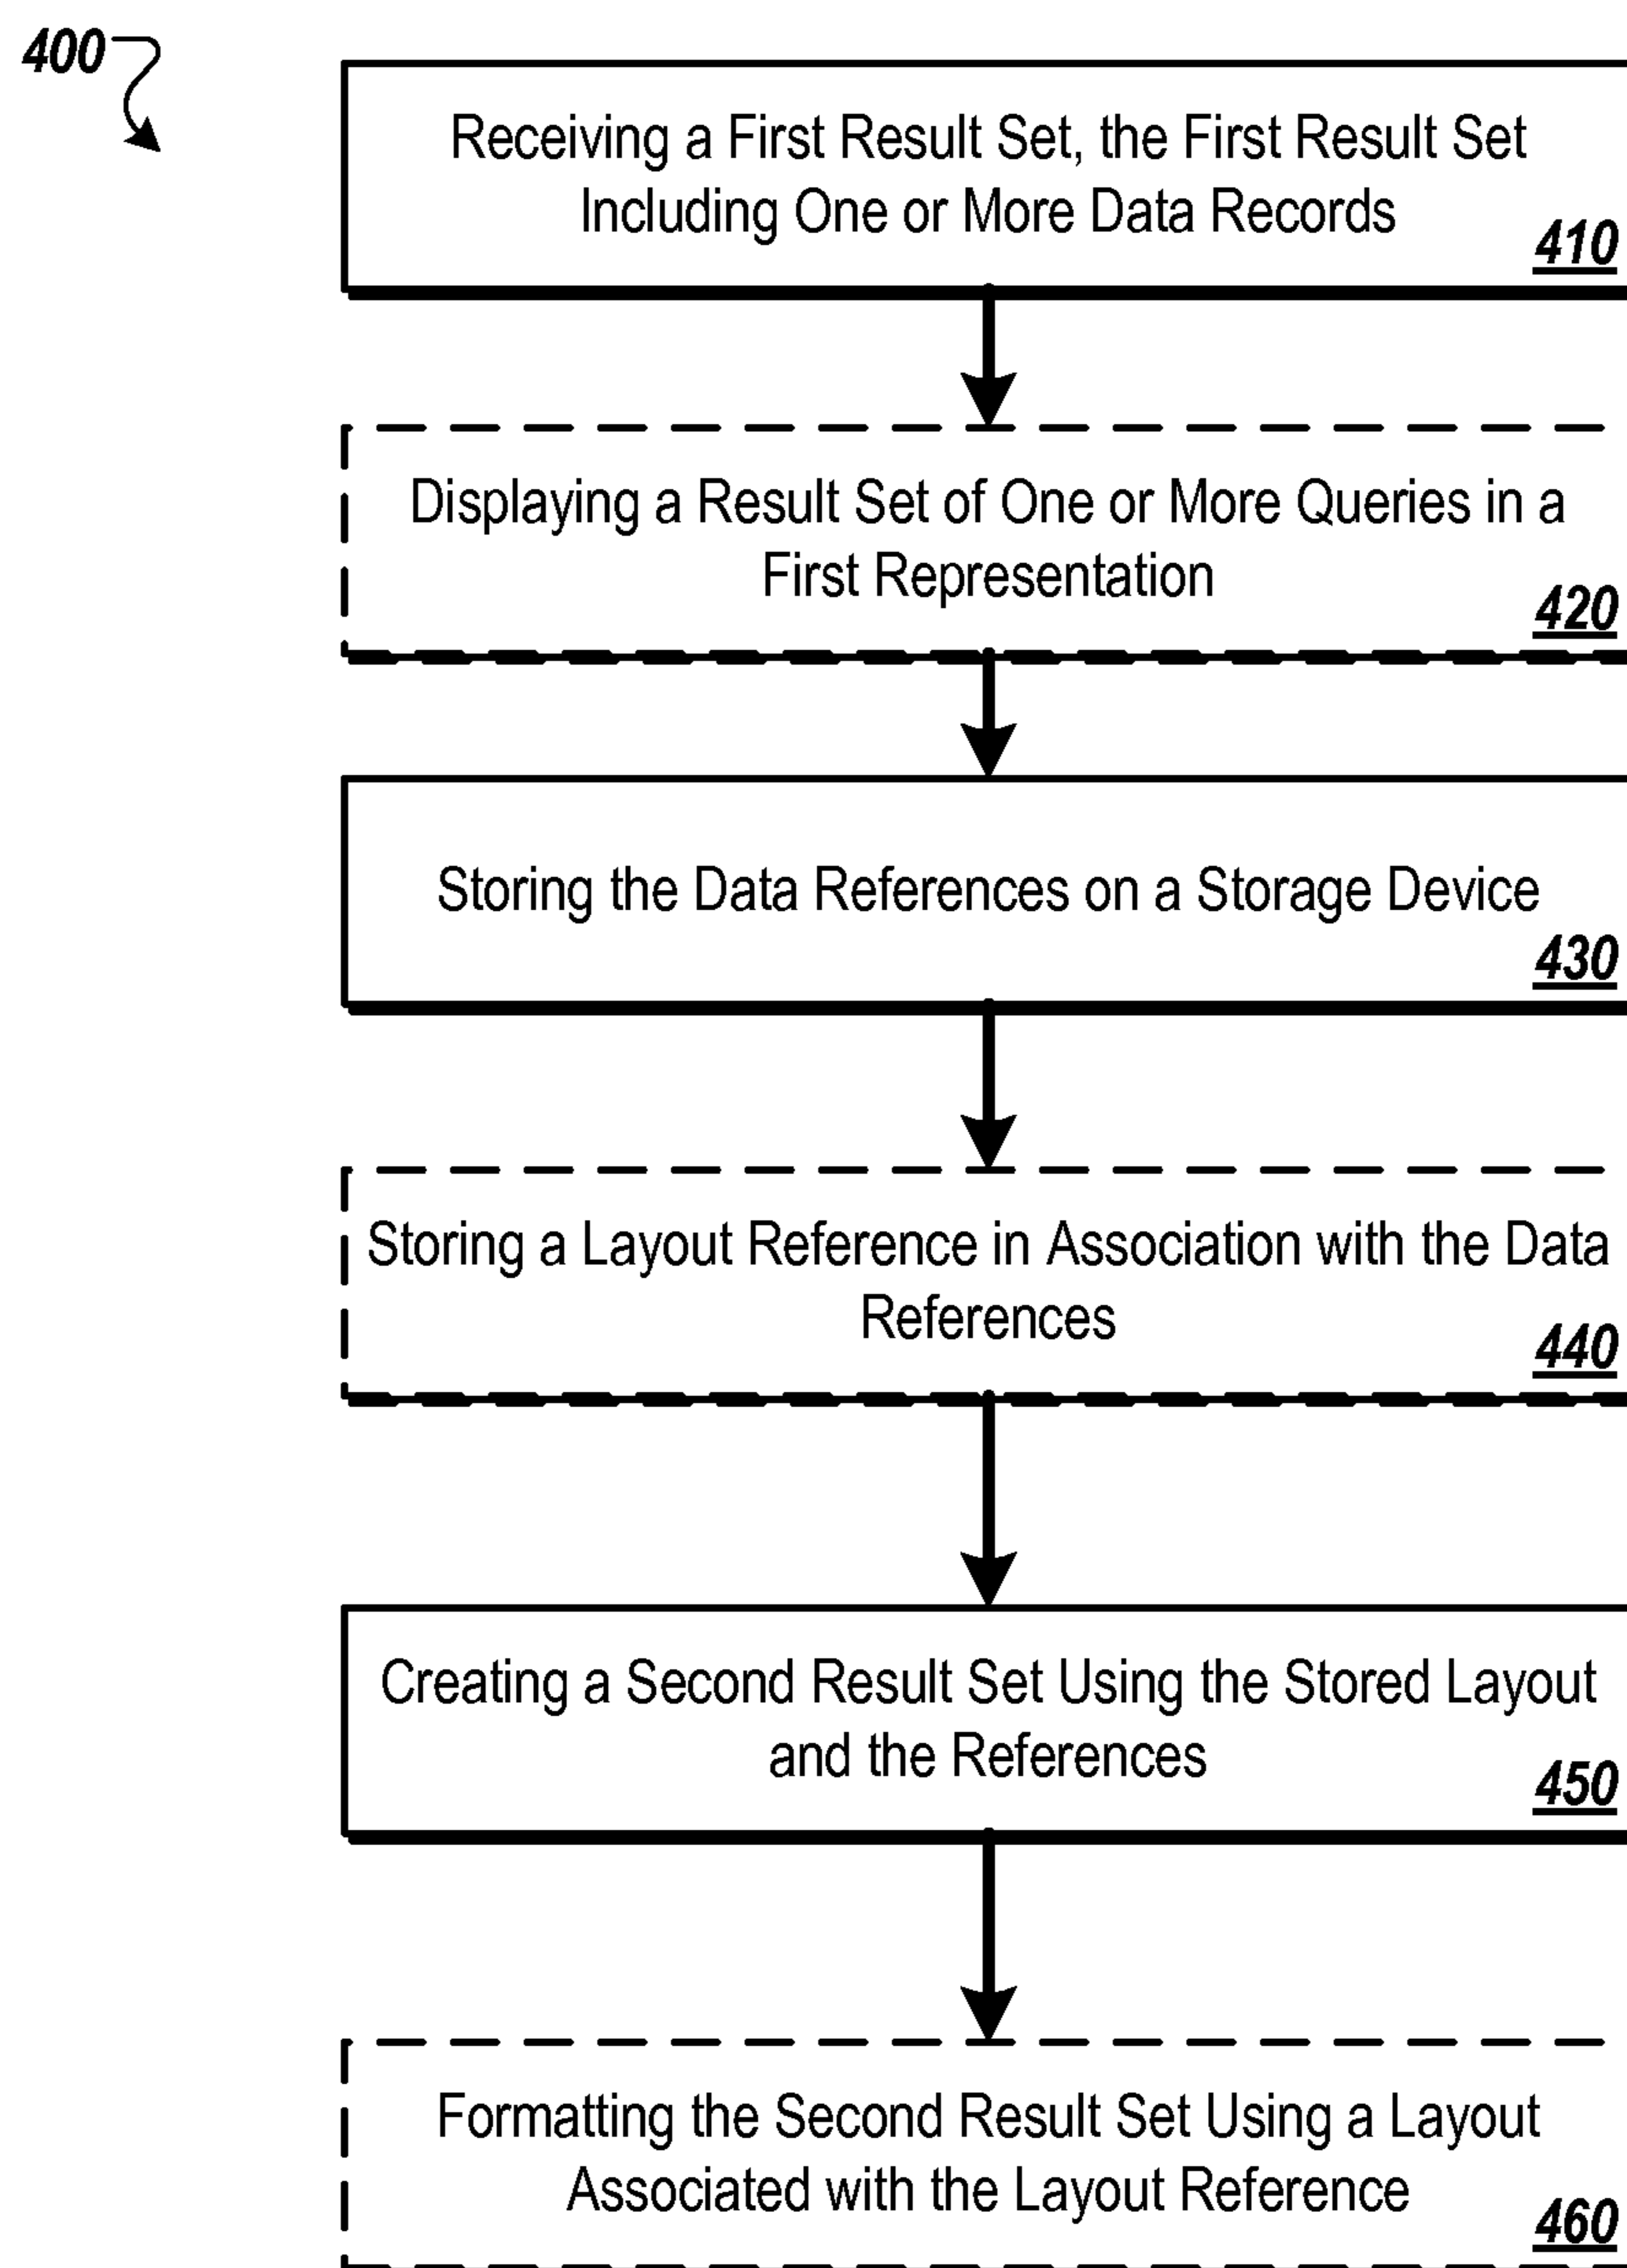 400
Receiving a First Result Set, the First Result Set
Including One or More Data Records
410
Displaying a Result Set of One or More Queries in a
First Representation
420
Storing the Data References on a Storage Device
430
Storing a Layout Reference in Association with the Data
References
440
Creating a Second Result Set Using the Stored Layout
and the References
450
Formatting the Second Result Set Using a Layout
Associated with the Layout Reference
460